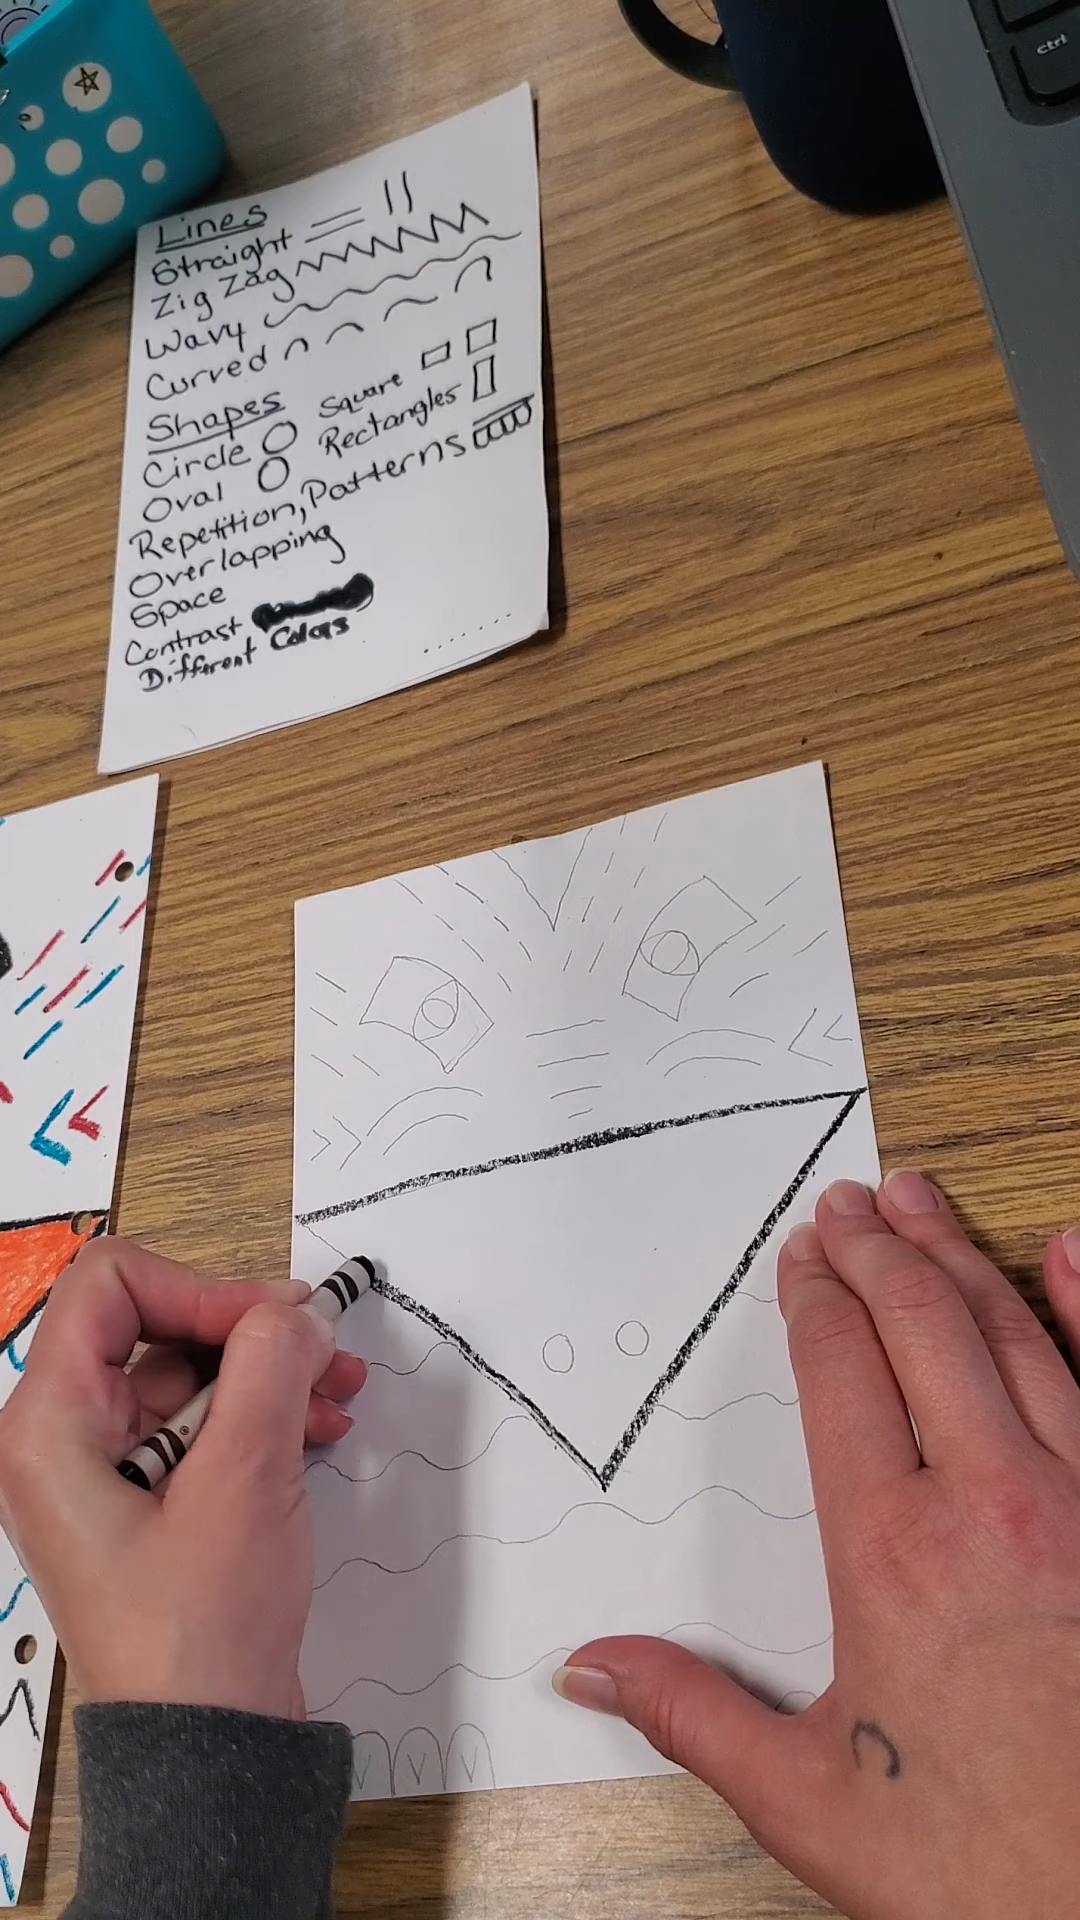 ctrl
Lines
Straight
Zig Zag
Wavy
Curved
Shapes
Circle Square
Oval Rectangles
Repetition, Patterns
Overlapping
Space
Contrast
Different Colors